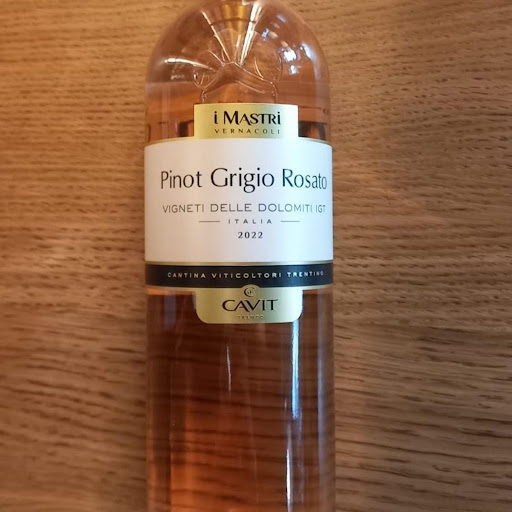 i MASTRi
VERNACOLI
Pinot Grigio Rosato
VIGNETI DELLE DOLOMITI IGT
ITALIA
2022
CANTINA VITICOLTORI TRENTINO
CAVIT
TRENTO